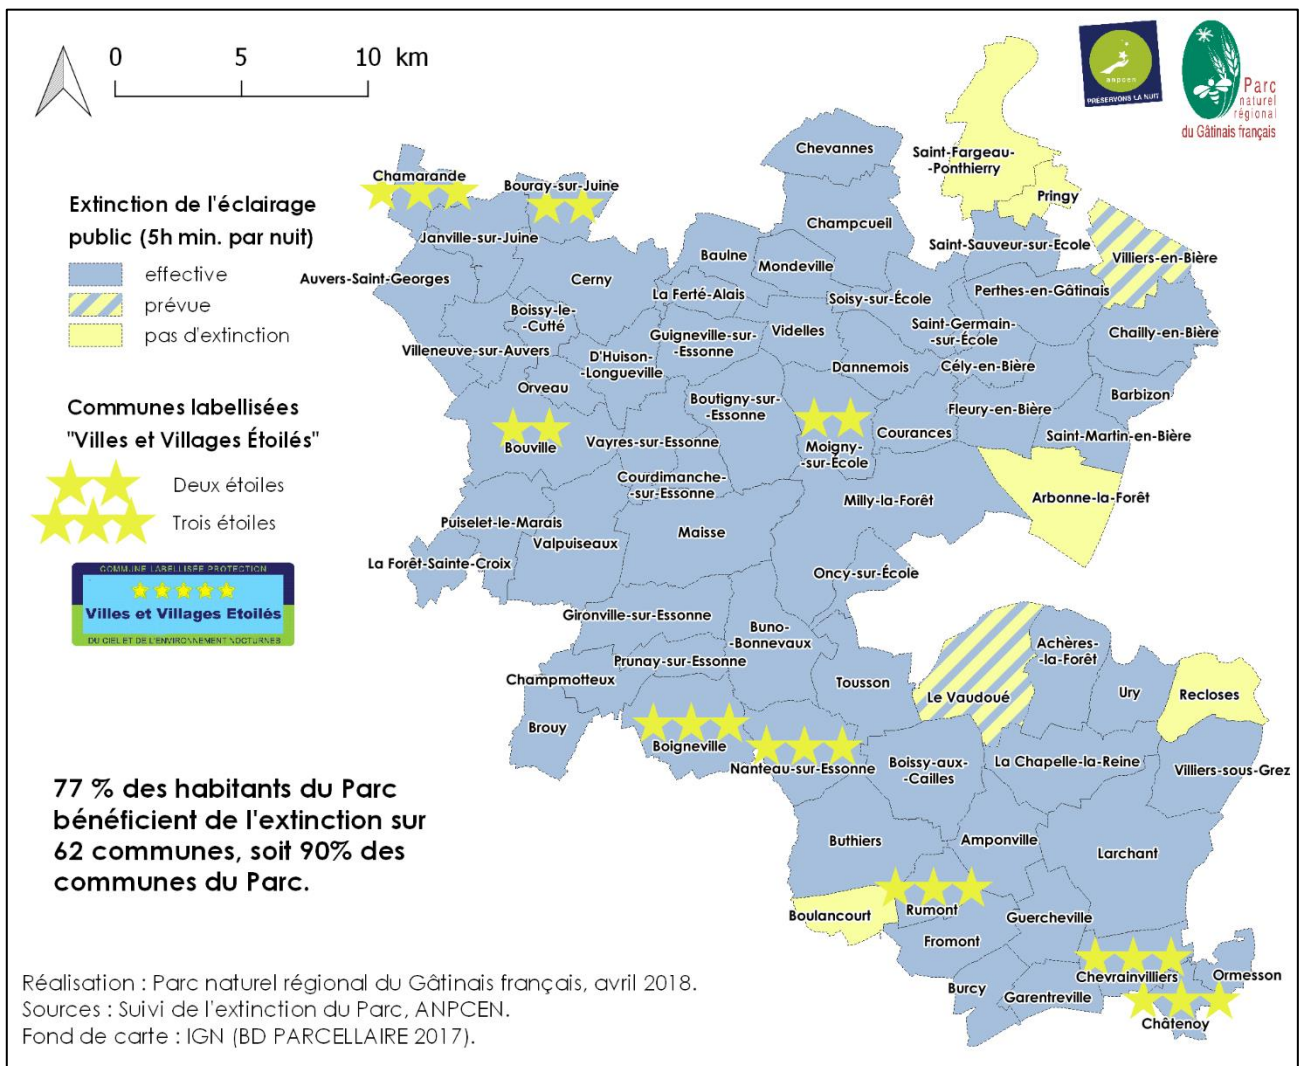 0 5 10 km
anpcen
PRÉSERVONS LA NUIT
Parc
naturel
régional
du Gâtinais français
Extinction de l'éclairage
public (5h min. par nuit)
effective
prévue
pas d'extinction
Communes labellisées
"Villes et Villages Étoilés"
Deux étoiles
Trois étoiles
COMMUNE LABELLISÉE PROTECTION
Villes et Villages Etoilés
DU CIEL ET DE L'ENVIRONNEMENT NOCTURNES
77 % des habitants du Parc
bénéficient de l'extinction sur
62 communes, soit 90% des
communes du Parc.
Chevannes
Saint-Fargeau-
-Ponthierry
Pringy
Chamarande
Bouray-sur-Juine
Champcueil
Janville-sur-Juine
Saint-Sauveur-sur-Ecole
Villiers-en-Bière
Baulne
Mondeville
Auvers-Saint-Georges
Cerny
La Ferté-Alais
Soisy-sur-École
Perthes-en-Gâtinais
Boissy-le-
-Cutté
Guigneville-sur-
-Essonne
Videlles
Saint-Germain-
-sur-École
Chailly-en-Bière
Villeneuve-sur-Auvers
D'Huison-
-Longueville
Dannemois
Cély-en-Bière
Orveau
Boutigny-sur-
-Essonne
Barbizon
Fleury-en-Bière
Bouville
Vayres-sur-Essonne
Moigny-
-sur-École
Courances
Saint-Martin-en-Bière
Courdimanche-
-sur-Essonne
Milly-la-Forêt
Arbonne-la-Forêt
Puiselet-le-Marais
Valpuiseaux
Maisse
La Forêt-Sainte-Croix
Oncy-sur-École
Gironville-sur-Essonne
Buno-
-Bonnevaux
Achères-
-la-Forêt
Prunay-sur-Essonne
Champmotteux
Tousson
Le Vaudoué
Ury
Recloses
Brouy
Boigneville
Nanteau-sur-Essonne
Boissy-aux-
-Cailles
La Chapelle-la-Reine
Villiers-sous-Grez
Buthiers
Amponville
Larchant
Boulancourt
Rumont
Guercheville
Fromont
Chevrainvilliers
Ormesson
Burcy
Garentreville
Châtenoy
Réalisation : Parc naturel régional du Gâtinais français, avril 2018.
Sources : Suivi de l'extinction du Parc, ANPCEN.
Fond de carte : IGN (BD PARCELLAIRE 2017).